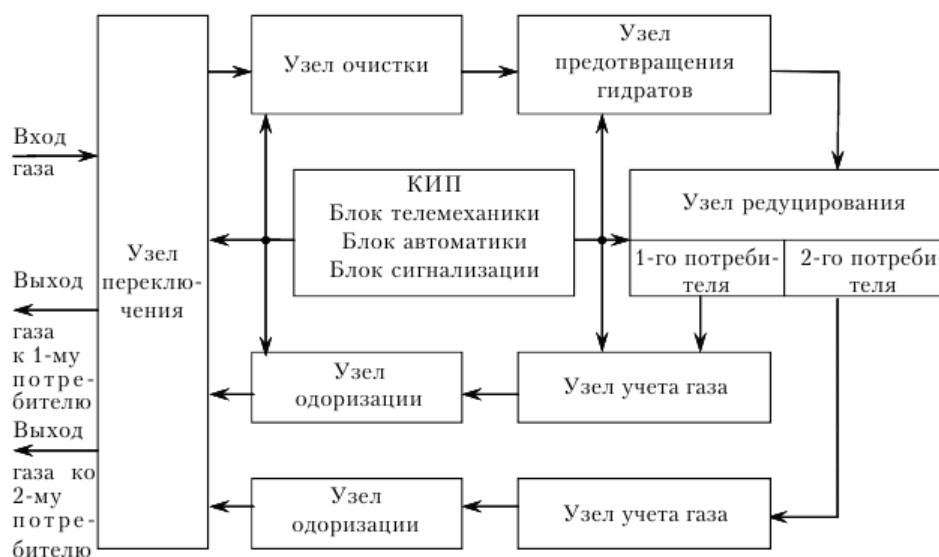 Узел очистки
Узел
предотвращения
гидратов
Вход
газа
КИП
Блок телемеханики
Блок автоматики
Блок сигнализации
Узел редуцирования
1-го потреби-
теля
2-го потреби-
теля
Узел
переклю-
чения
Выход
газа
к 1-му
потре-
бителю
Узел
одоризации
Узел учета газа
Выход
газа ко
2-му
потре-
бителю
Узел
одоризации
Узел учета газа